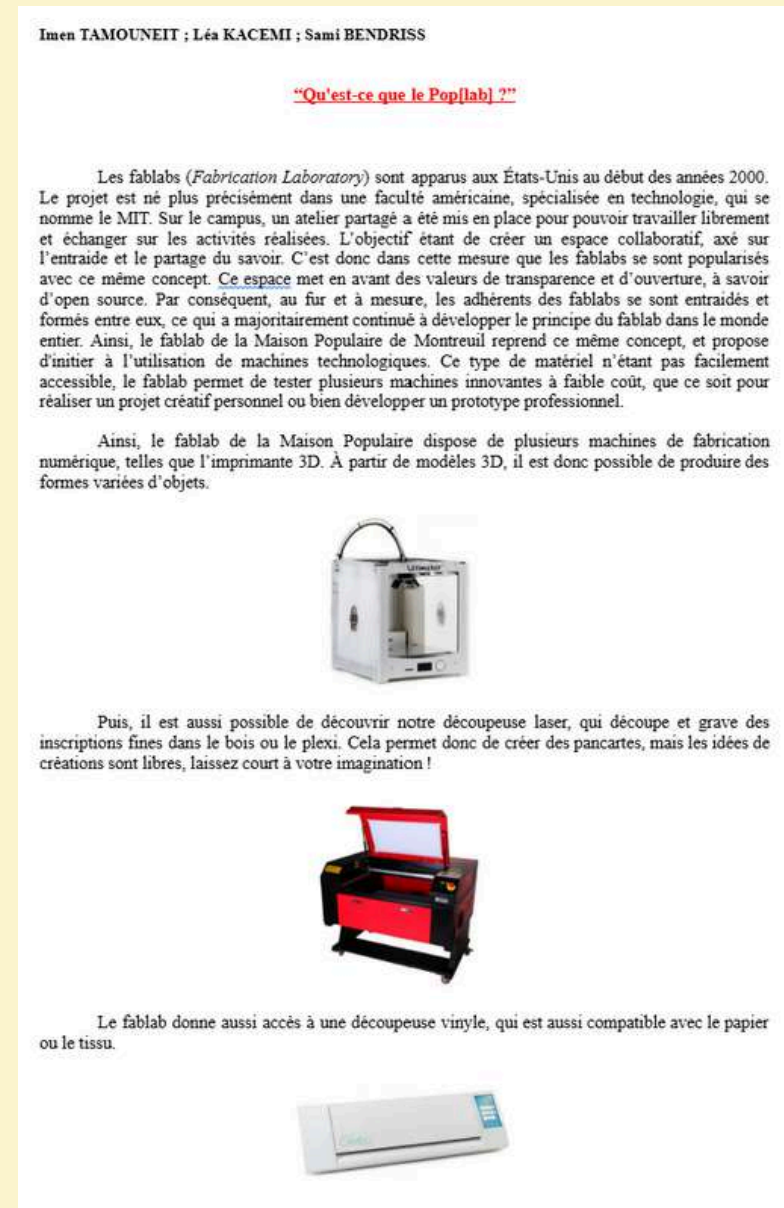 Imen TAMOUNEIT ; Léa KACEMI ; Sami BENDRISS
“Qu'est-ce que le Pop[lab] ?”
Les fablabs (Fabrication Laboratory) sont apparus aux États-Unis au début des années 2000.
Le projet est né plus précisément dans une faculté américaine, spécialisée en technologie, qui se
nomme le MIT. Sur le campus, un atelier partagé a été mis en place pour pouvoir travailler librement
et échanger sur les activités réalisées. L’objectif étant de créer un espace collaboratif, axé sur
l’entraide et le partage du savoir. C’est donc dans cette mesure que les fablabs se sont popularisés
avec ce même concept. Ce espace met en avant des valeurs de transparence et d’ouverture, à savoir
d’open source. Par conséquent, au fur et à mesure, les adhérents des fablabs se sont entraidés et
formés entre eux, ce qui a majoritairement continué à développer le principe du fablab dans le monde
entier. Ainsi, le fablab de la Maison Populaire de Montreuil reprend ce même concept, et propose
d'initier à l’utilisation de machines technologiques. Ce type de matériel n’étant pas facilement
accessible, le fablab permet de tester plusieurs machines innovantes à faible coût, que ce soit pour
réaliser un projet créatif personnel ou bien développer un prototype professionnel.
Ainsi, le fablab de la Maison Populaire dispose de plusieurs machines de fabrication
numérique, telles que l’imprimante 3D. À partir de modèles 3D, il est donc possible de produire des
formes variées d’objets.
Ultimaker
Puis, il est aussi possible de découvrir notre découpeuse laser, qui découpe et grave des
inscriptions fines dans le bois ou le plexi. Cela permet donc de créer des pancartes, mais les idées de
créations sont libres, laissez court à votre imagination !
Le fablab donne aussi accès à une découpeuse vinyle, qui est aussi compatible avec le papier
ou le tissu.